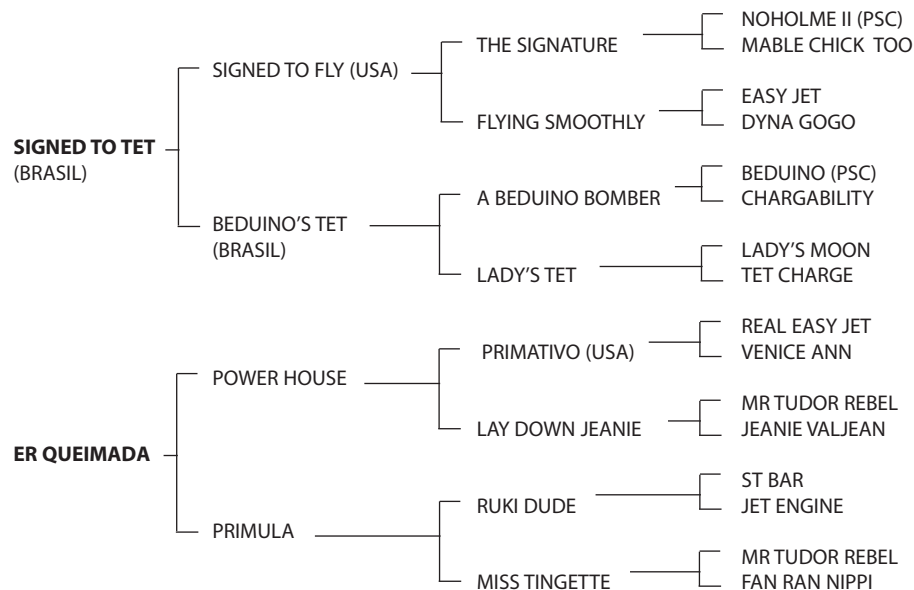 NOHOLME II (PSC)
THE SIGNATURE
MABLE CHICK TOO
SIGNED TO FLY (USA)
EASY JET
FLYING SMOOTHLY
DYNA GOGO
SIGNED TO TET
(BRASIL)
BEDUINO (PSC)
A BEDUINO BOMBER
CHARGABILITY
BEDUINO'S TET
(BRASIL)
LADY'S MOON
LADY'S TET
TET CHARGE
REAL EASY JET
PRIMATIVO (USA)
VENICE ANN
POWER HOUSE
MR TUDOR REBEL
LAY DOWN JEANIE
JEANIE VALJEAN
ER QUEIMADA
ST BAR
RUKI DUDE
JET ENGINE
PRIMULA
MR TUDOR REBEL
MISS TINGETTE
FAN RAN NIPPI